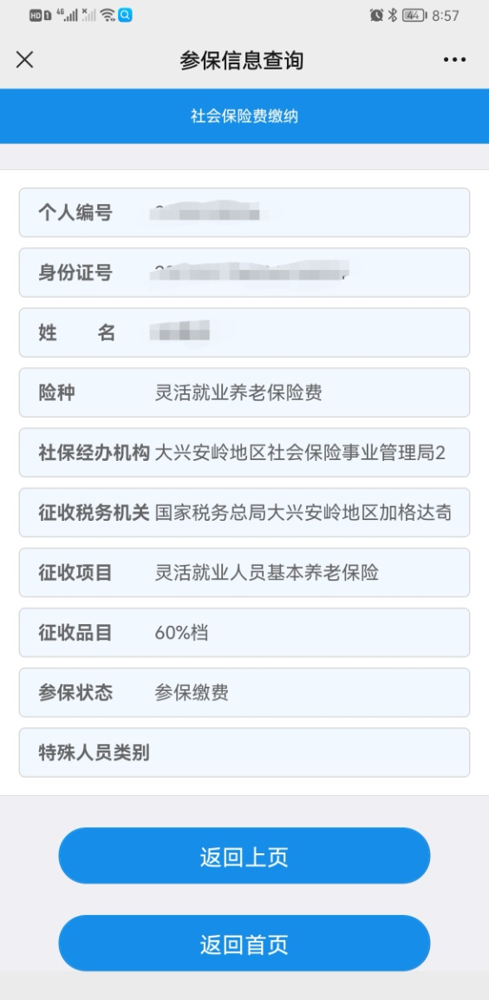 HD 1 4G 44 8:57
参保信息查询
社会保险费缴纳
个人编号
身份证号
姓 名
险种 灵活就业养老保险费
社保经办机构 大兴安岭地区社会保险事业管理局2
征收税务机关 国家税务总局大兴安岭地区加格达奇
征收项目 灵活就业人员基本养老保险
征收品目 60%档
参保状态 参保缴费
特殊人员类别
返回上页
返回首页